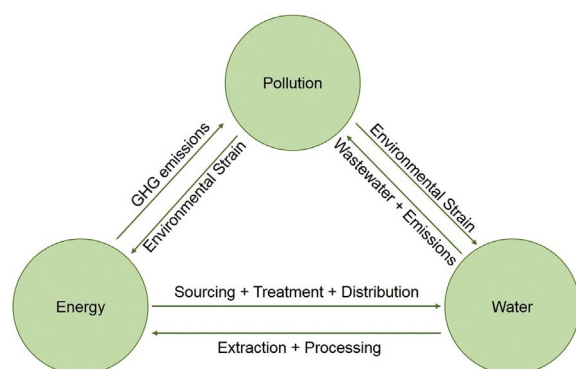 Pollution
GHG emissions
Environmental Strain
Environmental Strain
Wastewater + Emissions
Energy
Sourcing + Treatment + Distribution
Water
Extraction + Processing